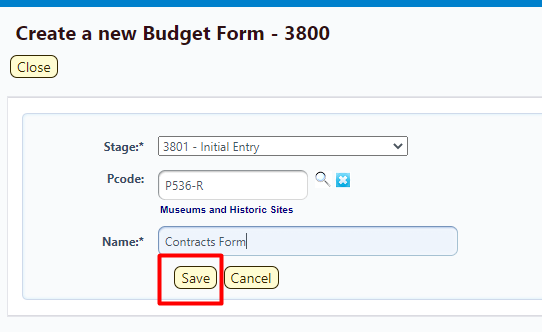 Create a new Budget Form - 3800
Close
Stage:* 3801 - Initial Entry
Pcode: P536-R
Museums and Historic Sites
Name:* Contracts Form
Save Cancel